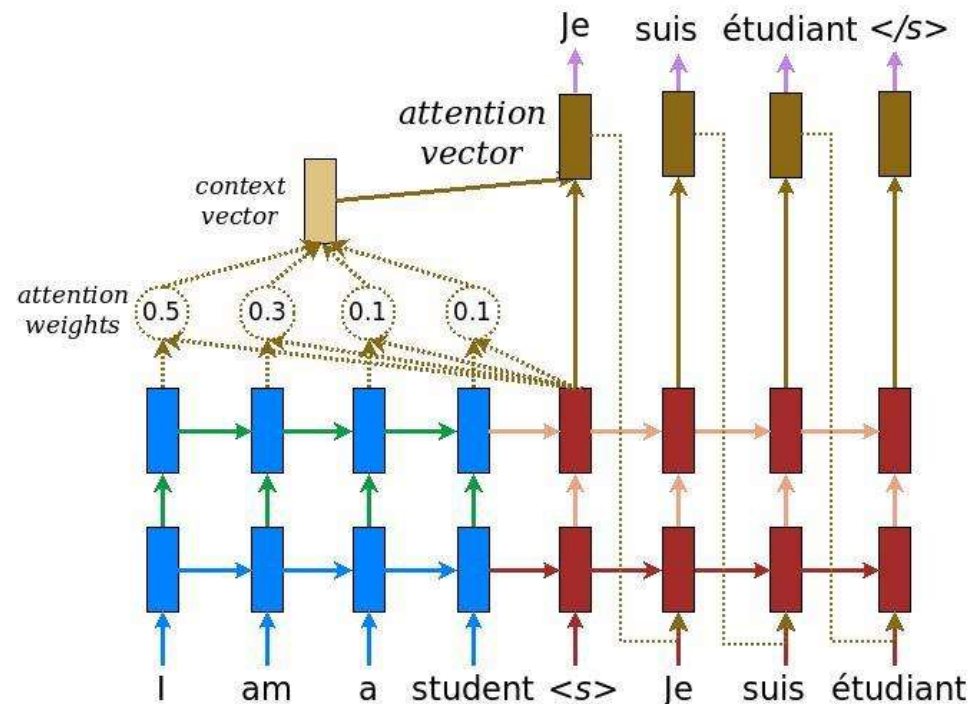 Je suis étudiant </s>
attention
vector
context
vector
attention
weights
0.5 0.3 0.1 0.1
I am a student <s> Je suis étudiant